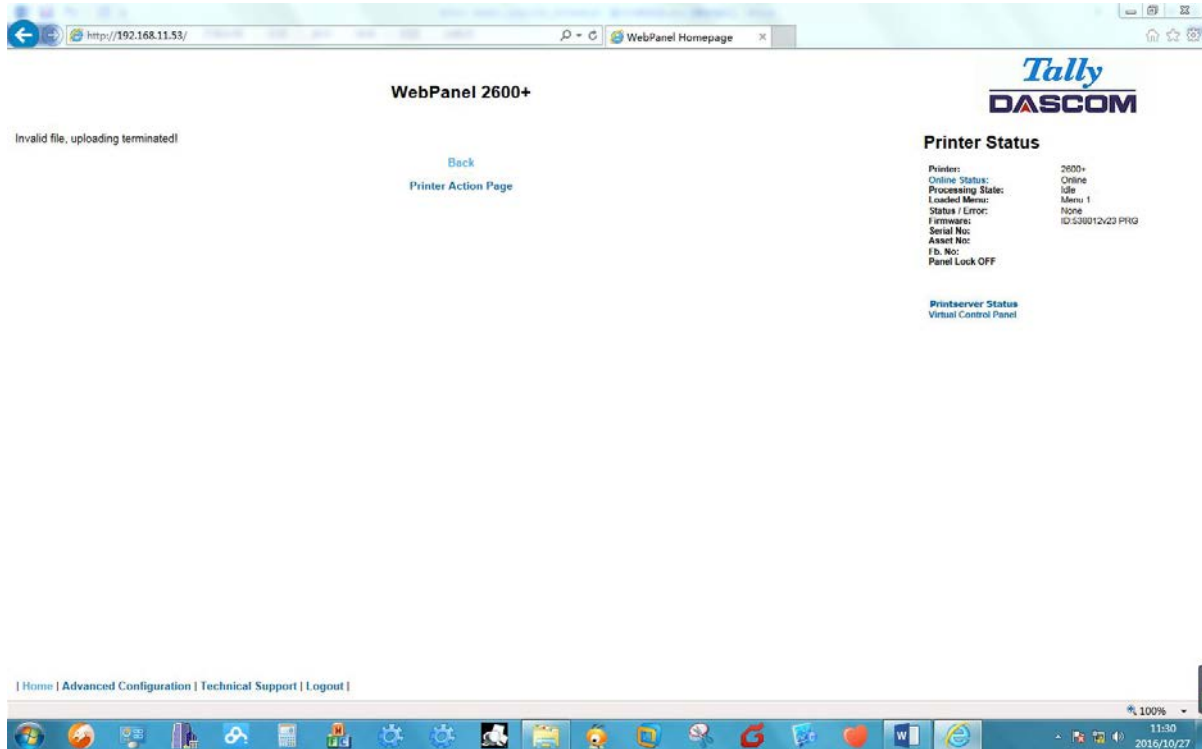 http://192.168.11.53/
WebPanel Homepage
WebPanel 2600+
Tally
DASCOM
Invalid file, uploading terminated!
Back
Printer Action Page
Printer Status
Printer: 2600+
Online Status: Online
Processing State: Idle
Loaded Menu: Menu 1
Status / Error: None
Firmware: ID:538012v23 PRG
Serial No:
Asset No:
Fb. No:
Panel Lock OFF
Printserver Status
Virtual Control Panel
| Home | Advanced Configuration | Technical Support | Logout |
100%
11:30
2016/10/27